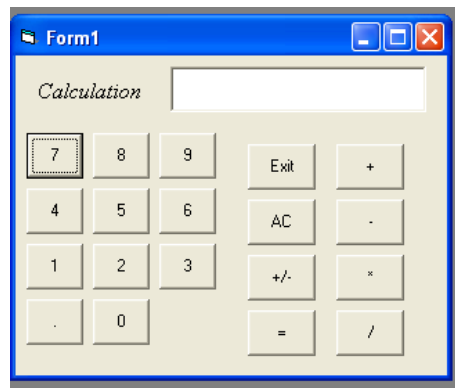 Form1
Calculation
7 8 9 Exit +
4 5 6 AC -
1 2 3 +/- *
. 0 = /